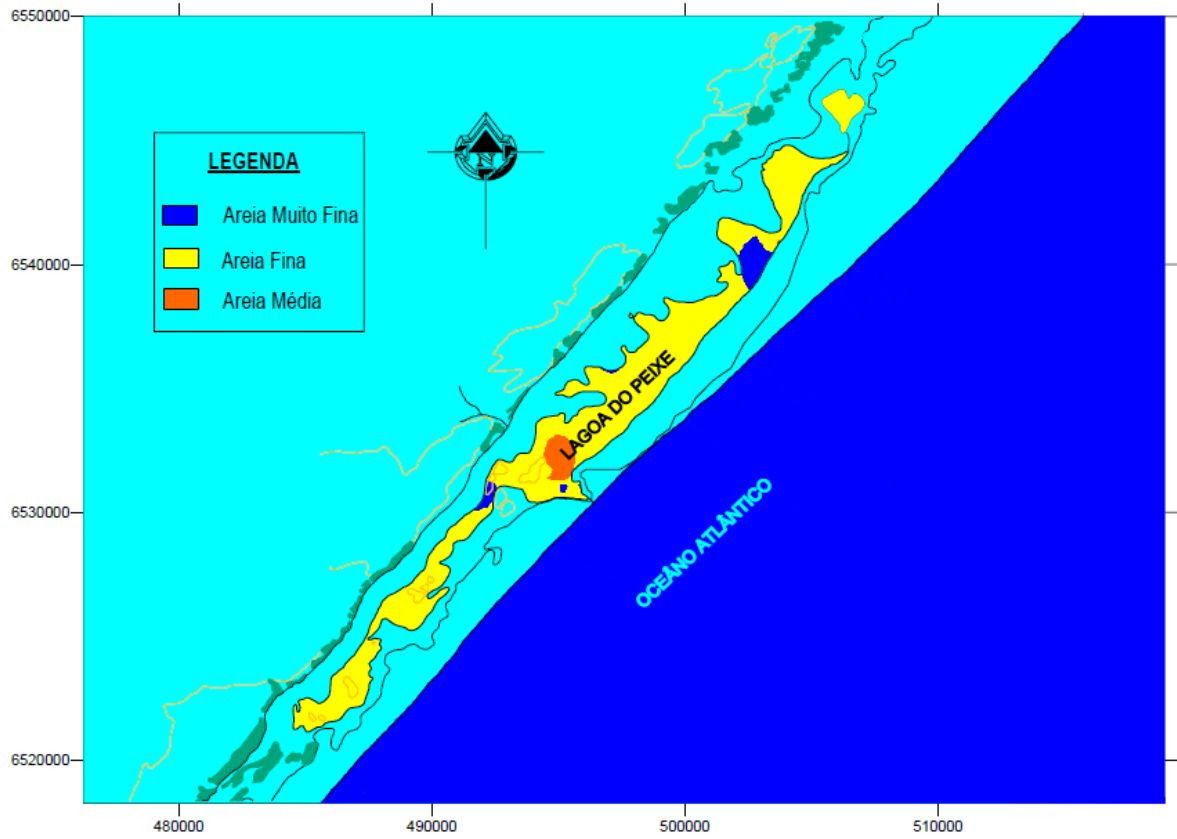 6550000
6540000
6530000
6520000
480000
490000
500000
510000
LEGENDA
Areia Muito Fina
Areia Fina
Areia Média
N
LAGOA DO PEIXE
OCEÂNO ATLÂNTICO